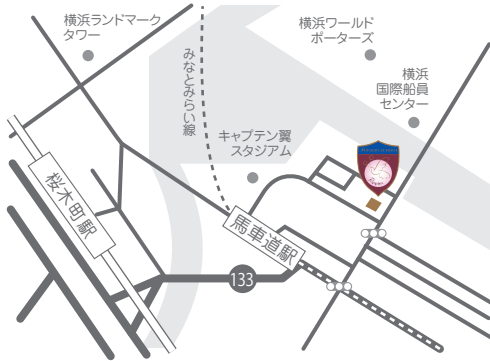 横浜ランドマーク
タワー
みなとみらい線
横浜ワールド
ポーターズ
横浜
国際船員
センター
キャプテン翼
スタジアム
桜木町駅
馬車道駅
133